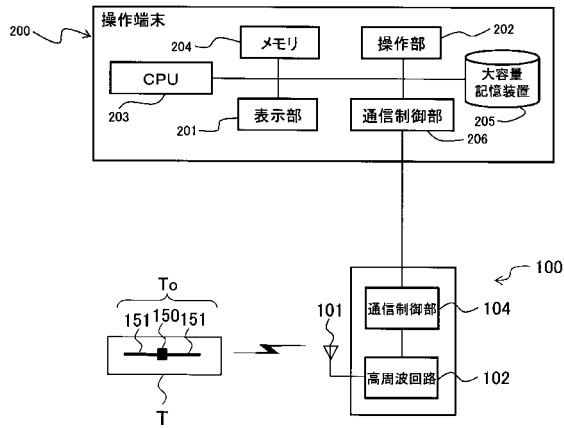 操作端末
200
204
メモリ
操作部
202
CPU
203
大容量
記憶装置
205
表示部
201
通信制御部
206
To
151 150 151
T
101
100
通信制御部
104
高周波回路
102